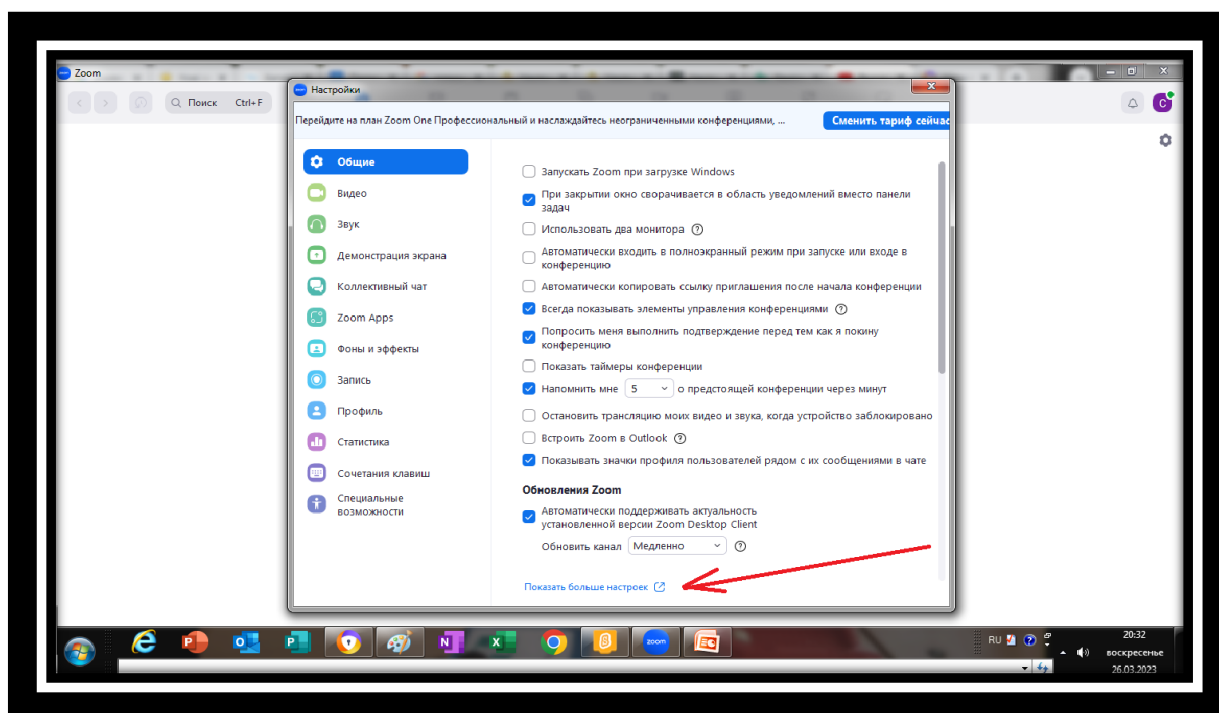 Zoom
Поиск Ctrl+F
C
Настройки
Перейдите на план Zoom One Профессиональный и наслаждайтесь неограниченными конференциями, ...
Сменить тариф сейчас
Общие
Видео
Звук
Демонстрация экрана
Коллективный чат
Zoom Apps
Фоны и эффекты
Запись
Профиль
Статистика
Сочетания клавиш
Специальные
возможности
Запускать Zoom при загрузке Windows
При закрытии окно сворачивается в область уведомлений вместо панели
задач
Использовать два монитора
Автоматически входить в полноэкранный режим при запуске или входе в
конференцию
Автоматически копировать ссылку приглашения после начала конференции
Всегда показывать элементы управления конференциями
Попросить меня выполнить подтверждение перед тем как я покину
конференцию
Показать таймеры конференции
Напомнить мне 5 о предстоящей конференции через минут
Остановить трансляцию моих видео и звука, когда устройство заблокировано
Встроить Zoom в Outlook
Показывать значки профиля пользователей рядом с их сообщениями в чате
Обновления Zoom
Автоматически поддерживать актуальность
установленной версии Zoom Desktop Client
Обновить канал Медленно
Показать больше настроек
zoom
RU
20:32
воскресенье
26.03.2023